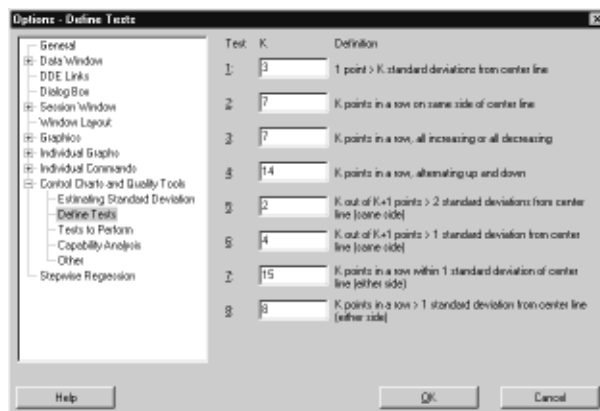 Options - Define Tests
General
Data Window
DDE Links
Dialog Box
Session Window
Window Layout
Graphics
Individual Graphs
Individual Commands
Control Charts and Quality Tools
Estimating Standard Deviation
Define Tests
Tests to Perform
Capability Analysis
Other
Stepwise Regression
Test K Definition
1: 3 1 point > K standard deviations from center line
2: 7 K points in a row on same side of center line
3: 7 K points in a row, all increasing or all decreasing
4: 14 K points in a row, alternating up and down
5: 2 K out of K+1 points > 2 standard deviations from center
line (same side)
6: 4 K out of K+1 points > 1 standard deviation from center
line (same side)
7: 15 K points in a row within 1 standard deviation of center
line (either side)
8: 8 K points in a row > 1 standard deviation from center line
(either side)
Help OK Cancel